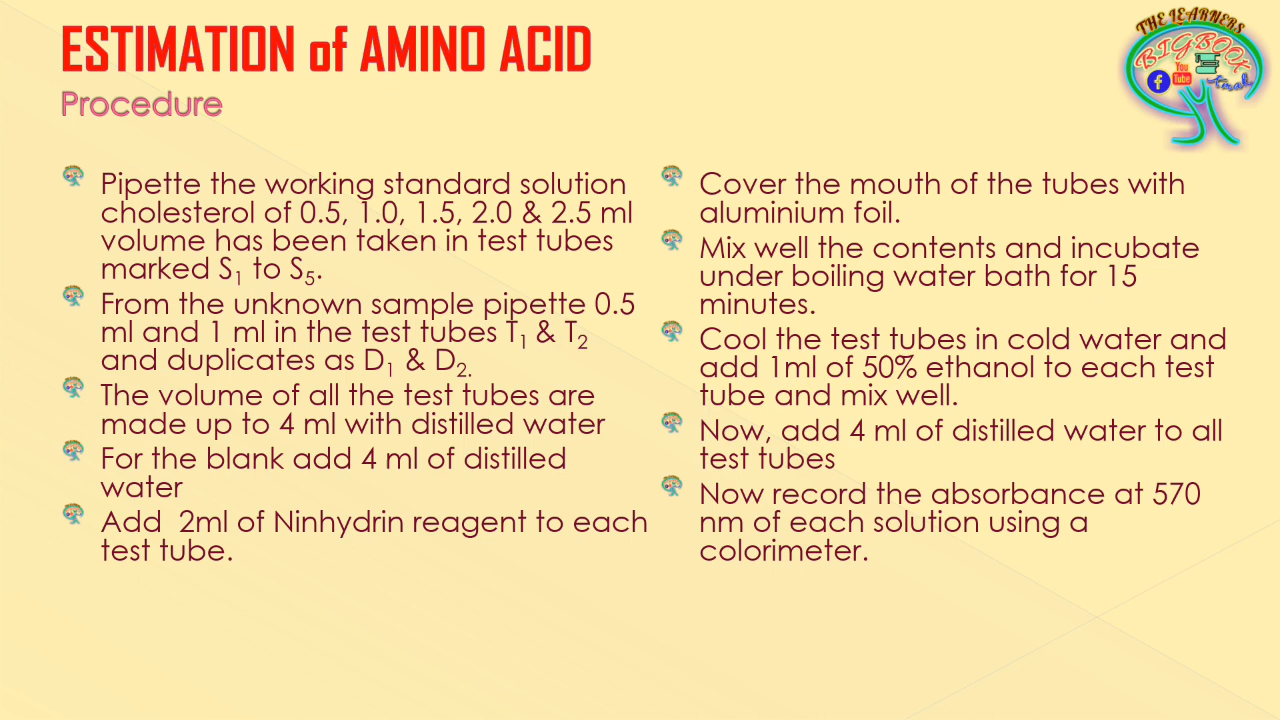 ESTIMATION of AMINO ACID
Procedure
THE LEARNERS
BIGBOOK
You
Tube
f
Tmal
Pipette the working standard solution
cholesterol of 0.5, 1.0, 1.5, 2.0 & 2.5 ml
volume has been taken in test tubes
marked S1 to S5.
From the unknown sample pipette 0.5
ml and 1 ml in the test tubes T1 & T2
and duplicates as D1 & D2.
The volume of all the test tubes are
made up to 4 ml with distilled water
For the blank add 4 ml of distilled
water
Add  2ml of Ninhydrin reagent to each
test tube.
Cover the mouth of the tubes with
aluminium foil.
Mix well the contents and incubate
under boiling water bath for 15
minutes.
Cool the test tubes in cold water and
add 1ml of 50% ethanol to each test
tube and mix well.
Now, add 4 ml of distilled water to all
test tubes
Now record the absorbance at 570
nm of each solution using a
colorimeter.